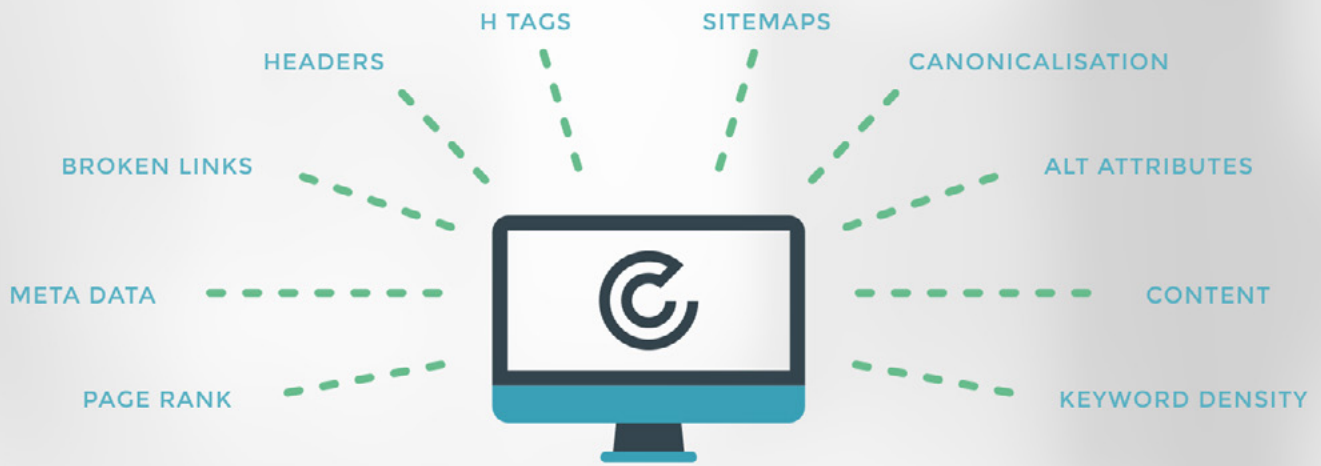 H TAGS
SITEMAPS
HEADERS
CANONICALISATION
BROKEN LINKS
ALT ATTRIBUTES
META DATA
CONTENT
PAGE RANK
KEYWORD DENSITY